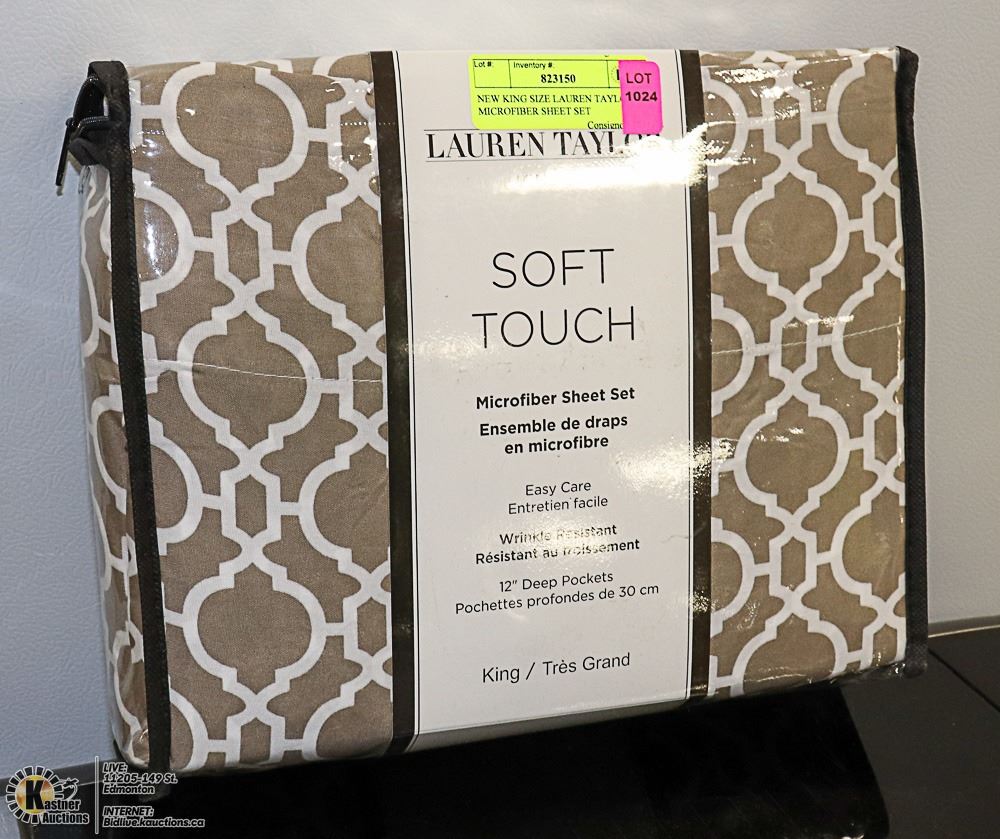 Lot #:
Inventory #:
823150
LOT
1024
NEW KING SIZE LAUREN
MICROFIBER SHEET SET
LAUREN
SOFT
TOUCH
Microfiber Sheet Set
Ensemble de draps
en microfibre
Easy Care
Entretien facile
Wrinkle Resistant
Résistant au froissement
12" Deep Pockets
Pochettes profondes de 30 cm
King / Très Grand
Kastner
Auctions
LIVE:
11205-149 St.
Edmonton
INTERNET:
Bidlive.kauctions.ca